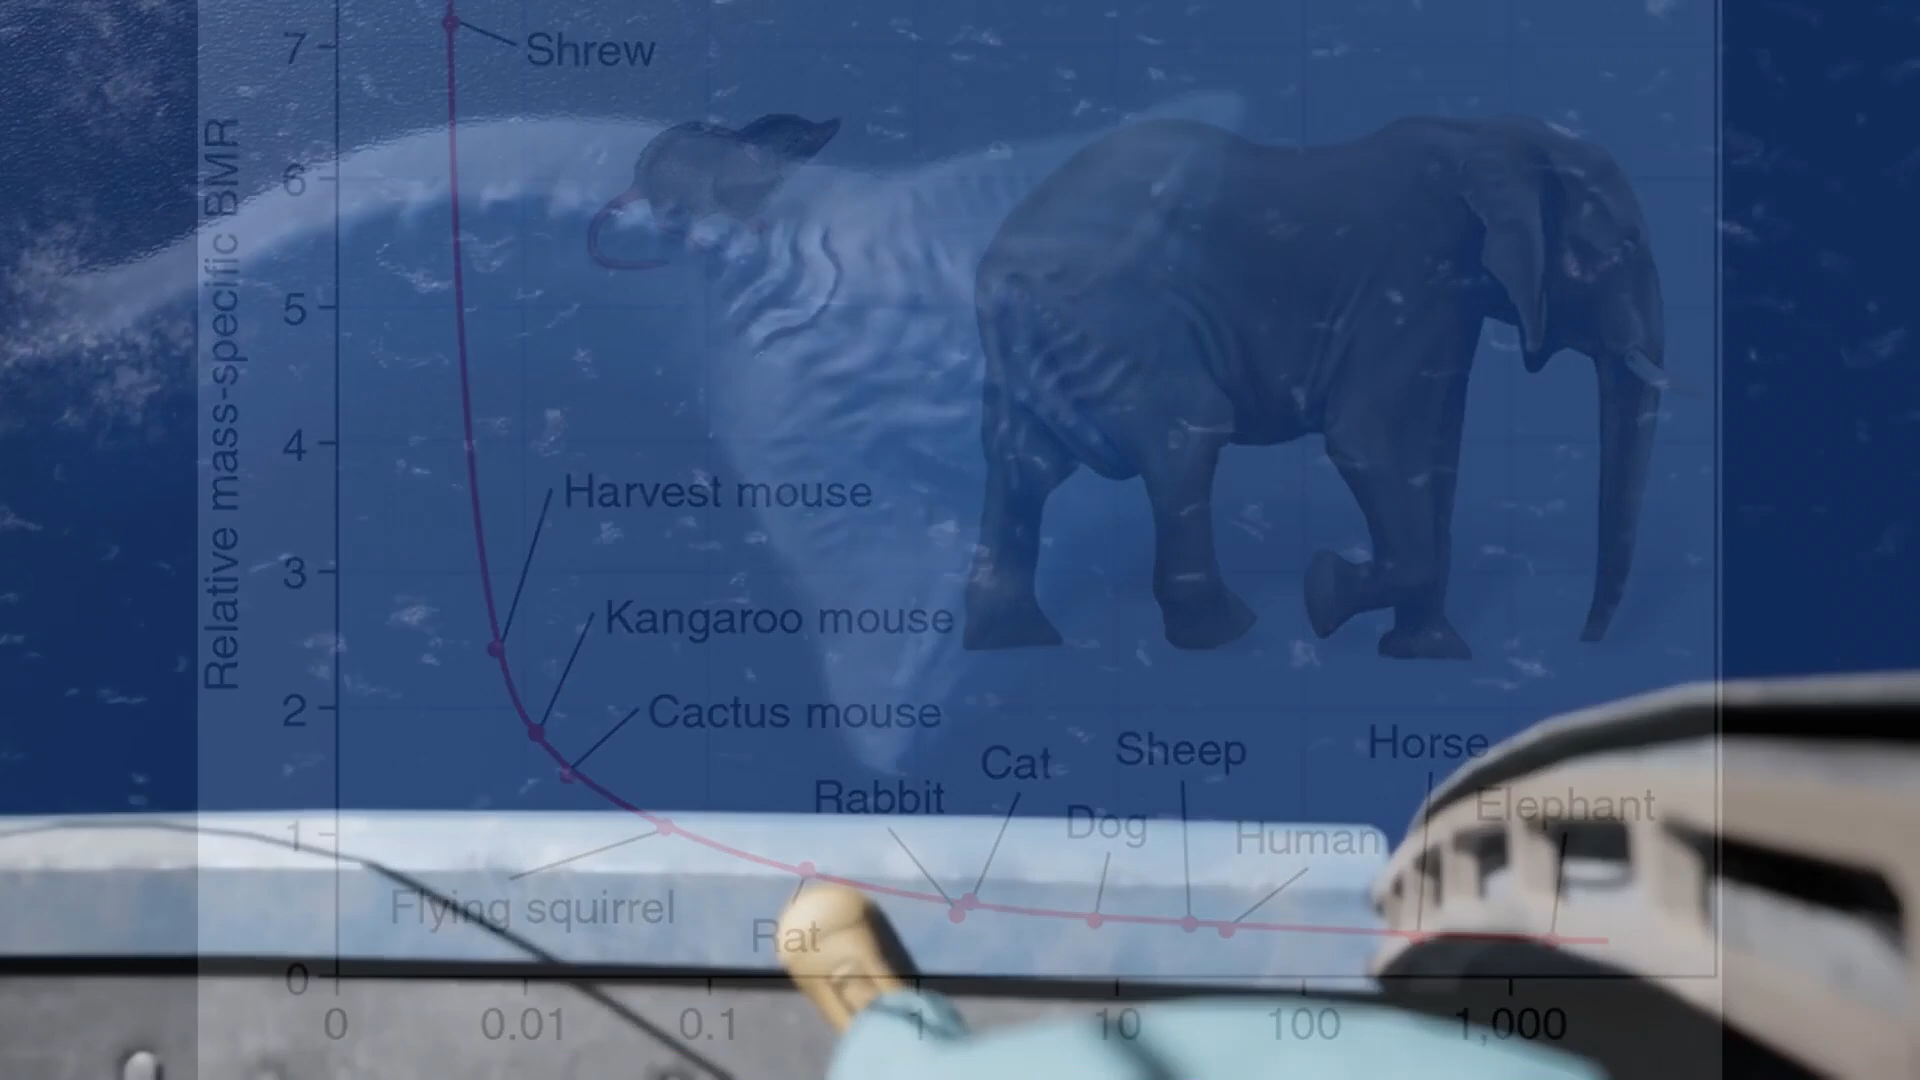 7
Shrew
6
Relative mass-specific BMR
5
4
Harvest mouse
3
Kangaroo mouse
2
Cactus mouse
Horse
Sheep
Cat
Rabbit
Elephant
Dog
1
Human
Flying squirrel
Rat
0
0 0.01 0.1 1 10 100 1,000